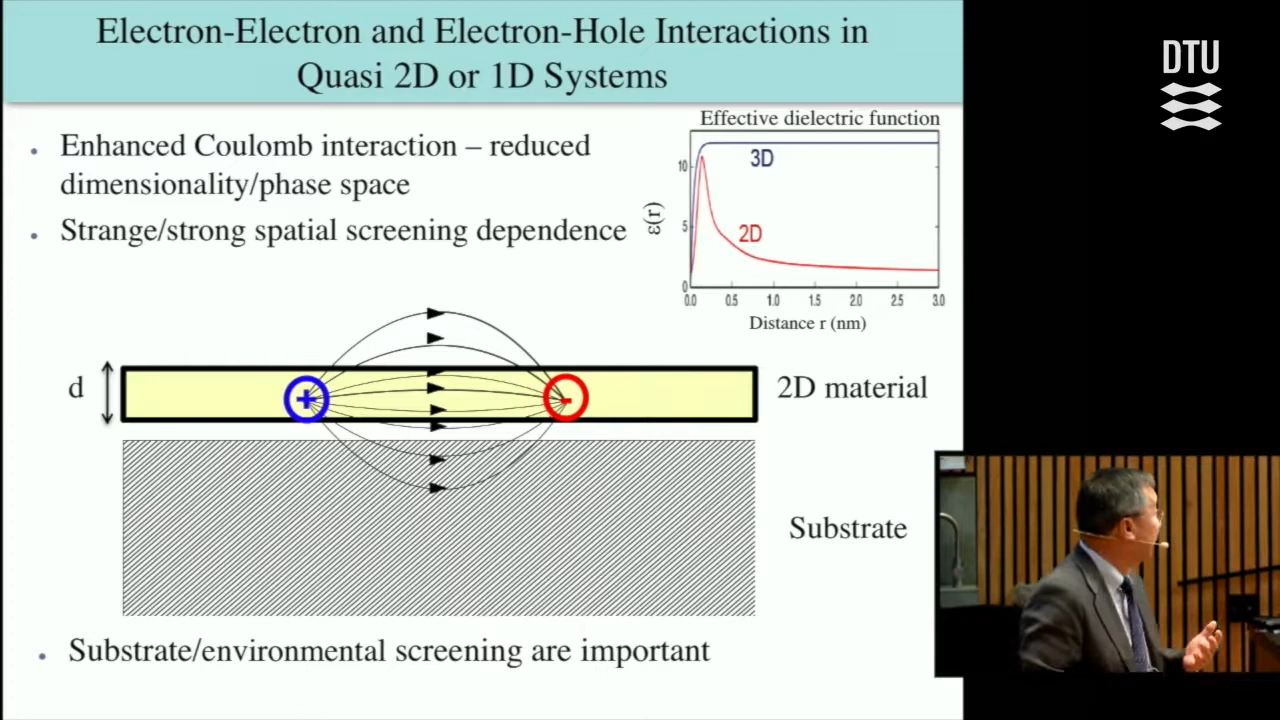 Electron-Electron and Electron-Hole Interactions in
Quasi 2D or 1D Systems
DTU
• Enhanced Coulomb interaction – reduced
dimensionality/phase space
• Strange/strong spatial screening dependence
Effective dielectric function
ε(r)
10
5
0
3D
2D
0.0 0.5 1.0 1.5 2.0 2.5 3.0
Distance r (nm)
d
+
-
2D material
Substrate
• Substrate/environmental screening are important